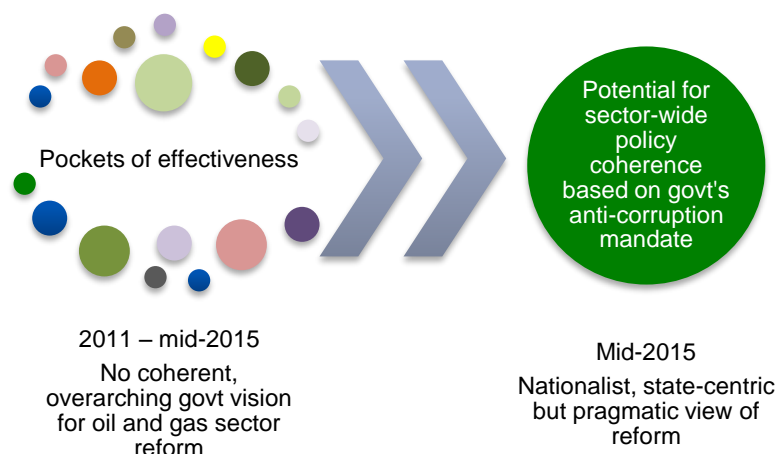 Pockets of effectiveness
Potential for
sector-wide
policy
coherence
based on govt's
anti-corruption
mandate
2011 – mid-2015
No coherent,
overarching govt vision
for oil and gas sector
reform
Mid-2015
Nationalist, state-centric
but pragmatic view of
reform